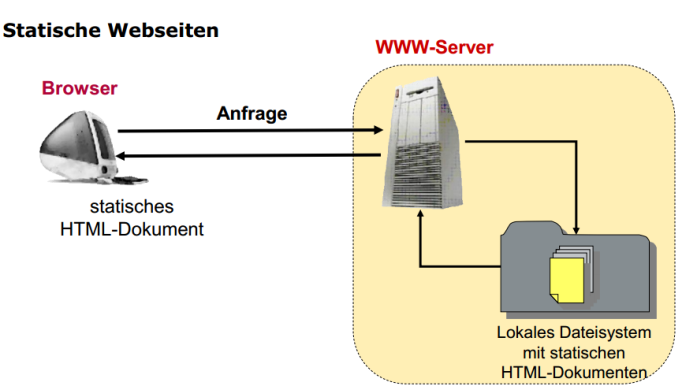 Statische Webseiten
WWW-Server
Browser
Anfrage
statisches
HTML-Dokument
Lokales Dateisystem
mit statischen
HTML-Dokumenten